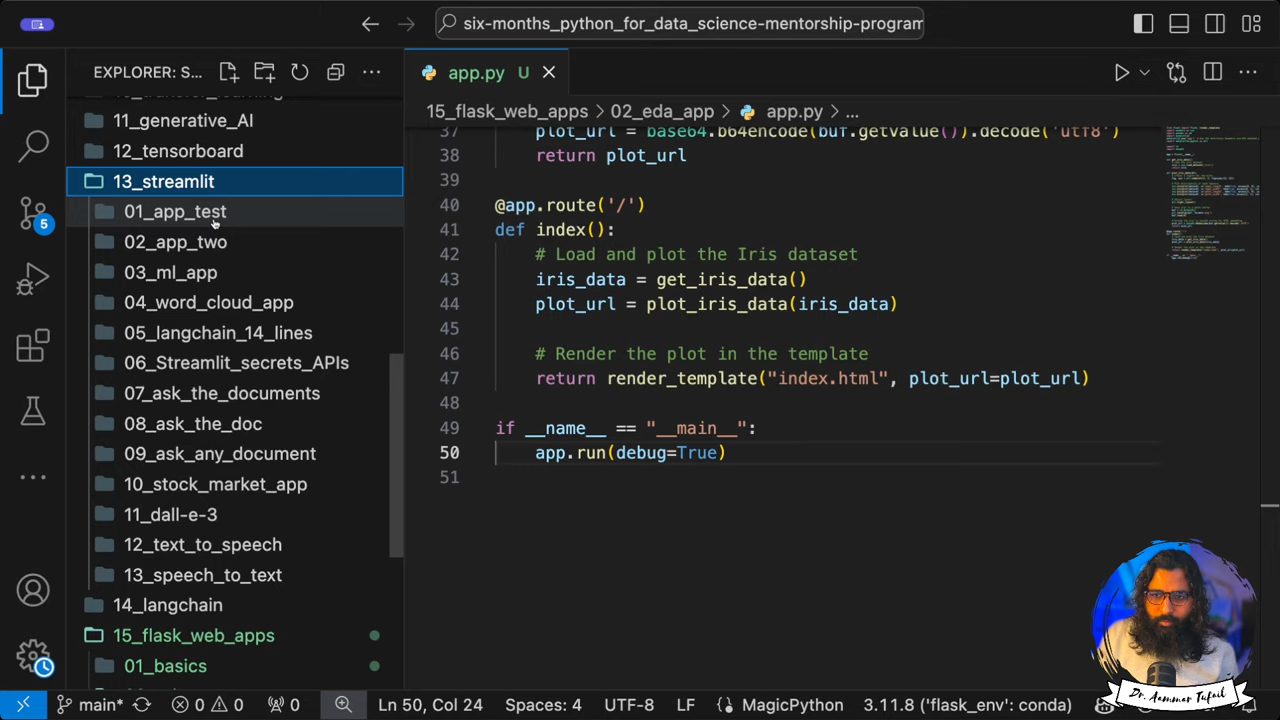 six-months_python_for_data_science-mentorship-program
EXPLORER: S...
app.py U
15_flask_web_apps > 02_eda_app > app.py > ...
11_generative_AI
12_tensorboard
13_streamlit
01_app_test
02_app_two
03_ml_app
04_word_cloud_app
05_langchain_14_lines
06_Streamlit_secrets_APIs
07_ask_the_documents
08_ask_the_doc
09_ask_any_document
10_stock_market_app
11_dall-e-3
12_text_to_speech
13_speech_to_text
14_langchain
15_flask_web_apps
01_basics
5
37 plot_url = base64.b64encode(buf.getvalue()).decode('utf8')
38 return plot_url
39
40 @app.route('/')
41 def index():
42 # Load and plot the Iris dataset
43 iris_data = get_iris_data()
44 plot_url = plot_iris_data(iris_data)
45
46 # Render the plot in the template
47 return render_template("index.html", plot_url=plot_url)
48
49 if __name__ == "__main__":
50 app.run(debug=True)
51
Dr. Aammar Tufail
main* 0 0 0 Ln 50, Col 24 Spaces: 4 UTF-8 LF MagicPython 3.11.8 ('flask_env': conda)